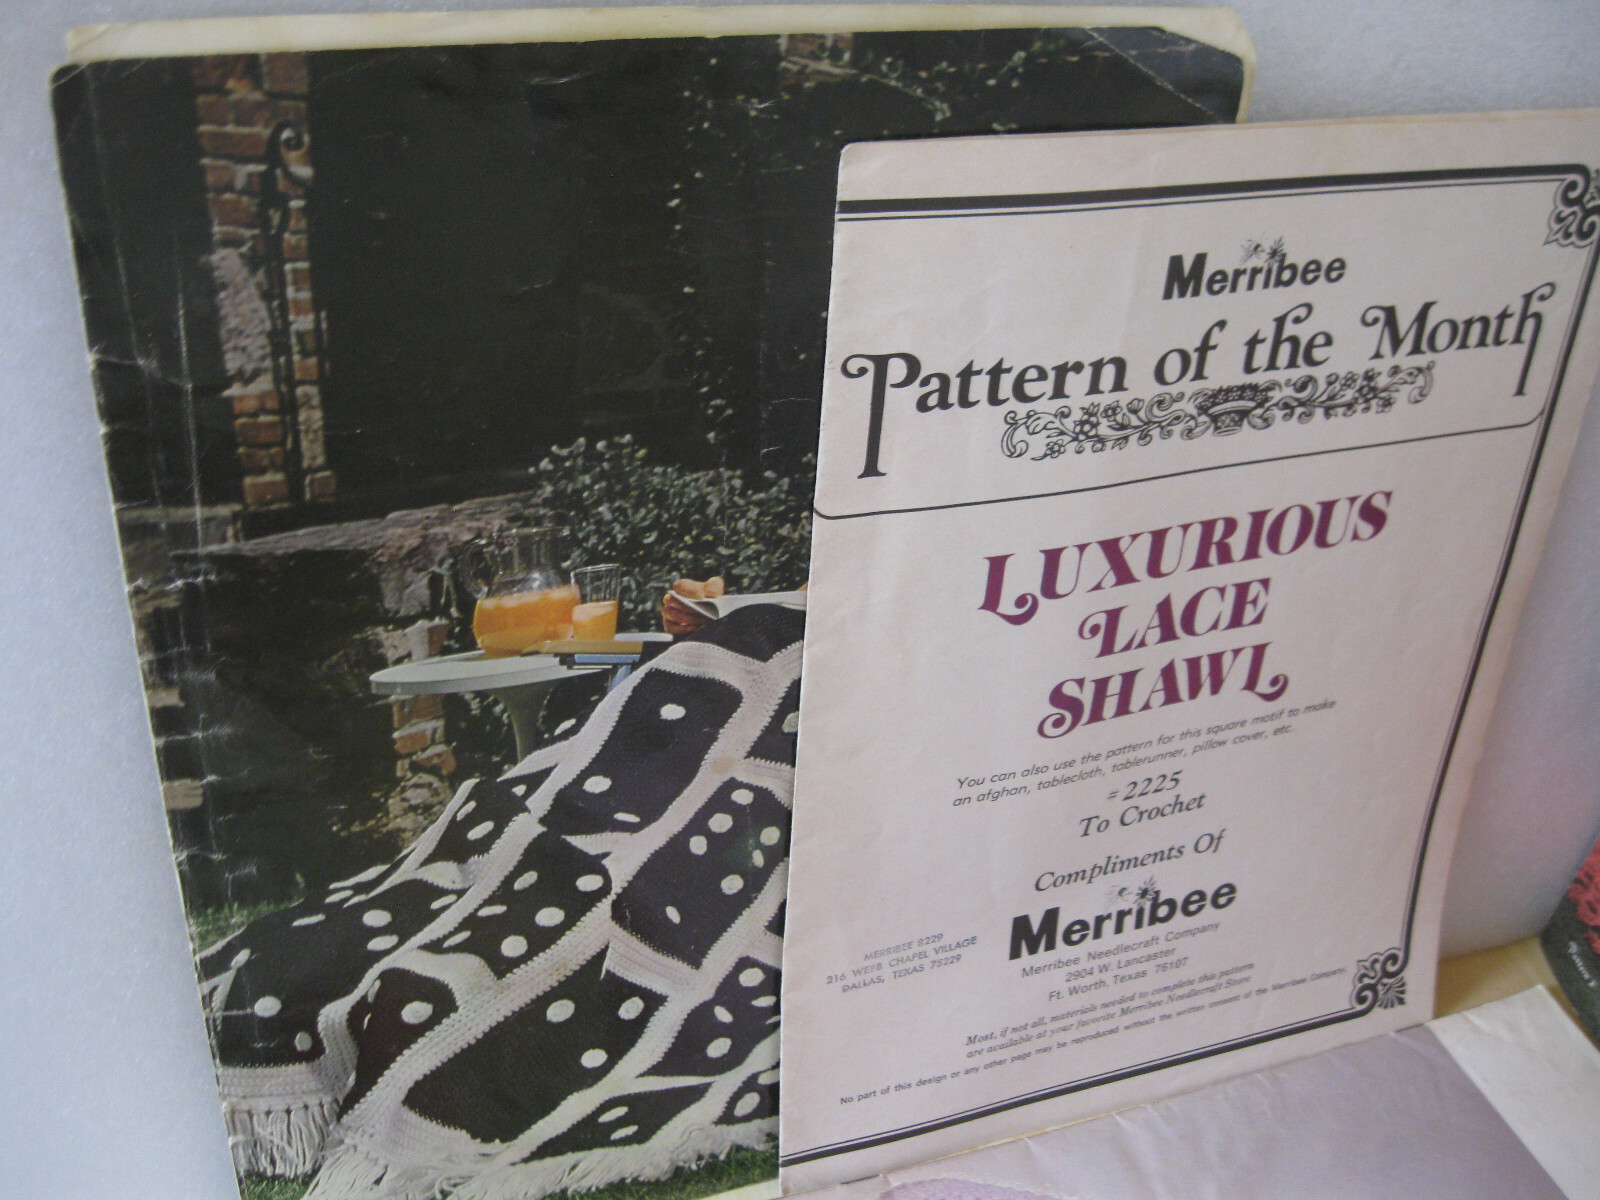 Merribee
Pattern of the Month
LUXURIOUS
LACE
SHAWL
You can also use the pattern for this square motif to make
an afghan, tablecloth, tablerunner, pillow cover, etc.
#2225
To Crochet
Compliments Of
Merribee
Merribee Needlecraft Company
2904 W. Lancaster
Ft. Worth, Texas 76107
MERRIBEE 8229
216 WEBB CHAPEL VILLAGE
DALLAS, TEXAS 75229
Most, if not all, materials needed to complete this pattern
are available at your favorite Merribee Needlecraft Store
No part of this design or any other page may be reproduced without the written consent of the Merribee Company.
Pattern